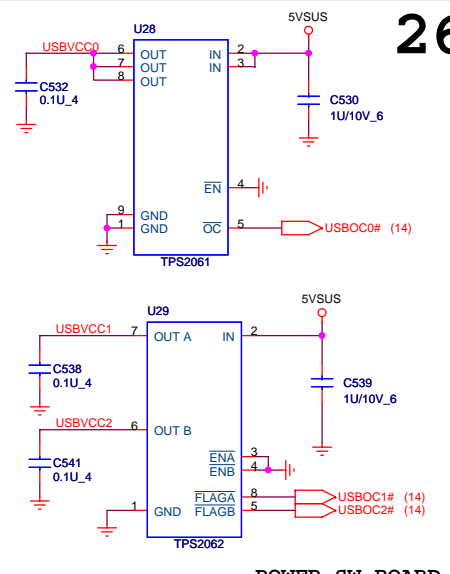 5VSUS
26
U28
USBVCC0
6 OUT IN 2
7 OUT IN 3
8 OUT
C532
0.1U_4
C530
1U/10V_6
EN 4
9 GND
1 GND OC 5 USBOC0# (14)
TPS2061
5VSUS
U29
USBVCC1 7 OUT A IN 2
C538
0.1U_4
C539
1U/10V_6
USBVCC2 6 OUT B
C541
0.1U_4
ENA 3
ENB 4
FLAGA 8 USBOC1# (14)
1 GND FLAGB 5 USBOC2# (14)
TPS2062
POWER SW BOARD